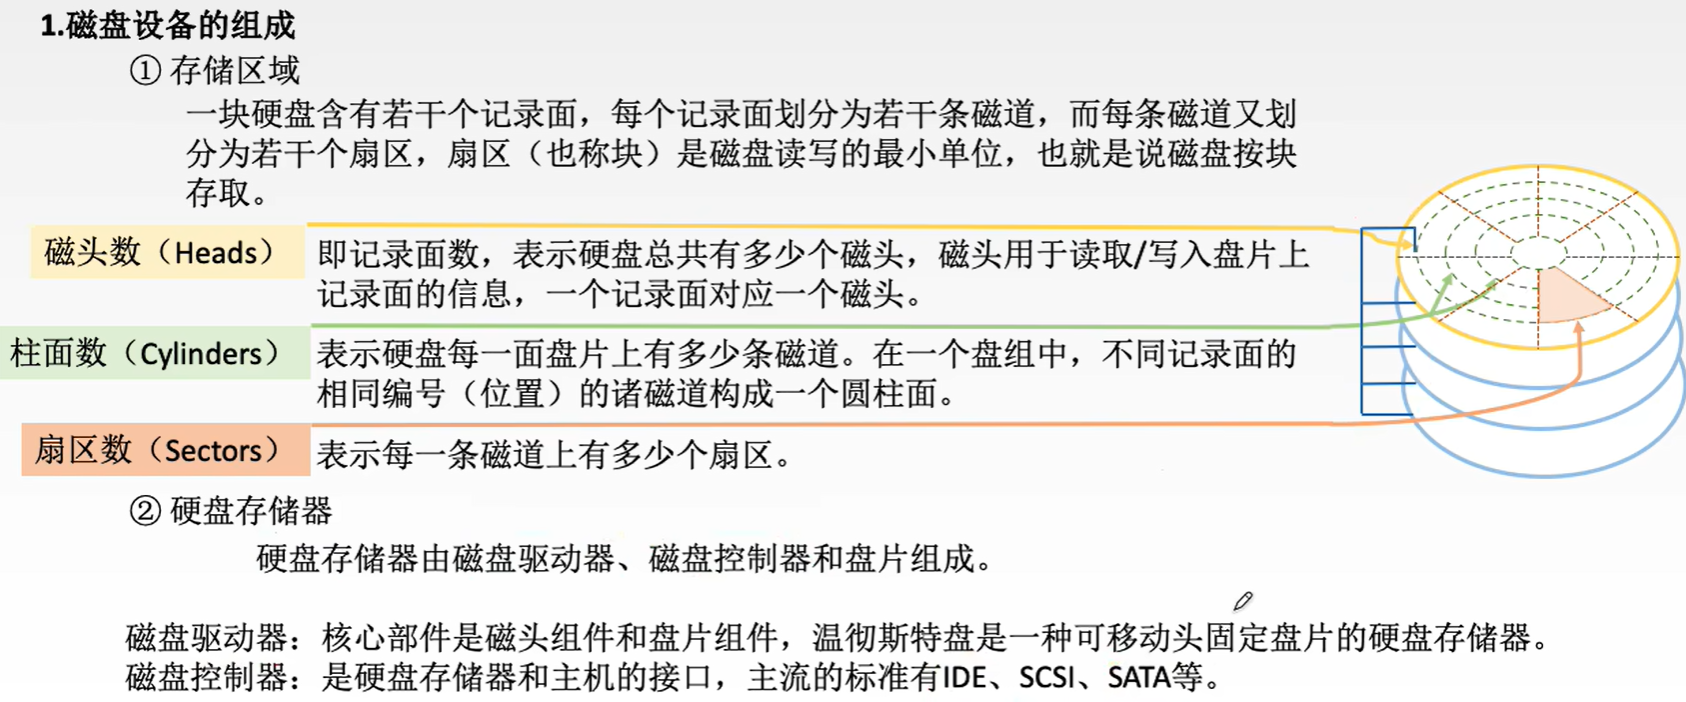 1.磁盘设备的组成
① 存储区域
一块硬盘含有若干个记录面，每个记录面划分为若干条磁道，而每条磁道又划
分为若干个扇区，扇区（也称块）是磁盘读写的最小单位，也就是说磁盘按块
存取。
磁头数（Heads）
即记录面数，表示硬盘总共有多少个磁头，磁头用于读取/写入盘片上
记录面的信息，一个记录面对应一个磁头。
柱面数（Cylinders）
表示硬盘每一面盘片上有多少条磁道。在一个盘组中，不同记录面的
相同编号（位置）的诸磁道构成一个圆柱面。
扇区数（Sectors）
表示每一条磁道上有多少个扇区。
② 硬盘存储器
硬盘存储器由磁盘驱动器、磁盘控制器和盘片组成。
磁盘驱动器：核心部件是磁头组件和盘片组件，温彻斯特盘是一种可移动头固定盘片的硬盘存储器。
磁盘控制器：是硬盘存储器和主机的接口，主流的标准有IDE、SCSI、SATA等。